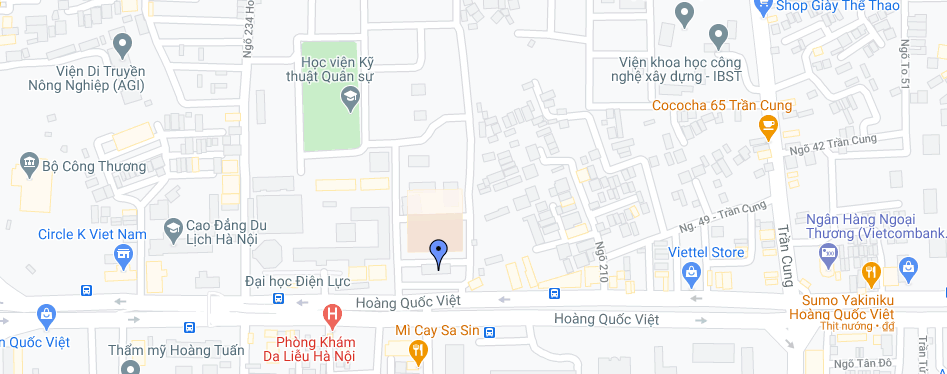 Shop Giày Thể Thao
Ngõ 234 Ho
Viện Di Truyền
Nông Nghiệp (AGI)
Học viện Kỹ
thuật Quân sự
Viện khoa học công
nghệ xây dựng - IBST
Ngõ To 51
Cococha 65 Trần Cung
Ngõ 42 Trần Cung
Bộ Công Thương
Ng. 49 - Trần Cung
Cao Đẳng Du
Lịch Hà Nội
Circle K Viet Nam
Ngân Hàng Ngoại
Thương (Vietcombank.
Trần Cung
Ngõ 210
Viettel Store
Đại học Điện Lực
Hoàng Quốc Việt
Hoàng Quốc Việt
Sumo Yakiniku
Hoàng Quốc Việt
Thịt nướng • đđ
H
Mì Cay Sa Sin
n Quốc Việt
Phòng Khám
Da Liễu Hà Nội
Thẩm mỹ Hoàng Tuấn
Ngõ Tân Đô
Trần Tử